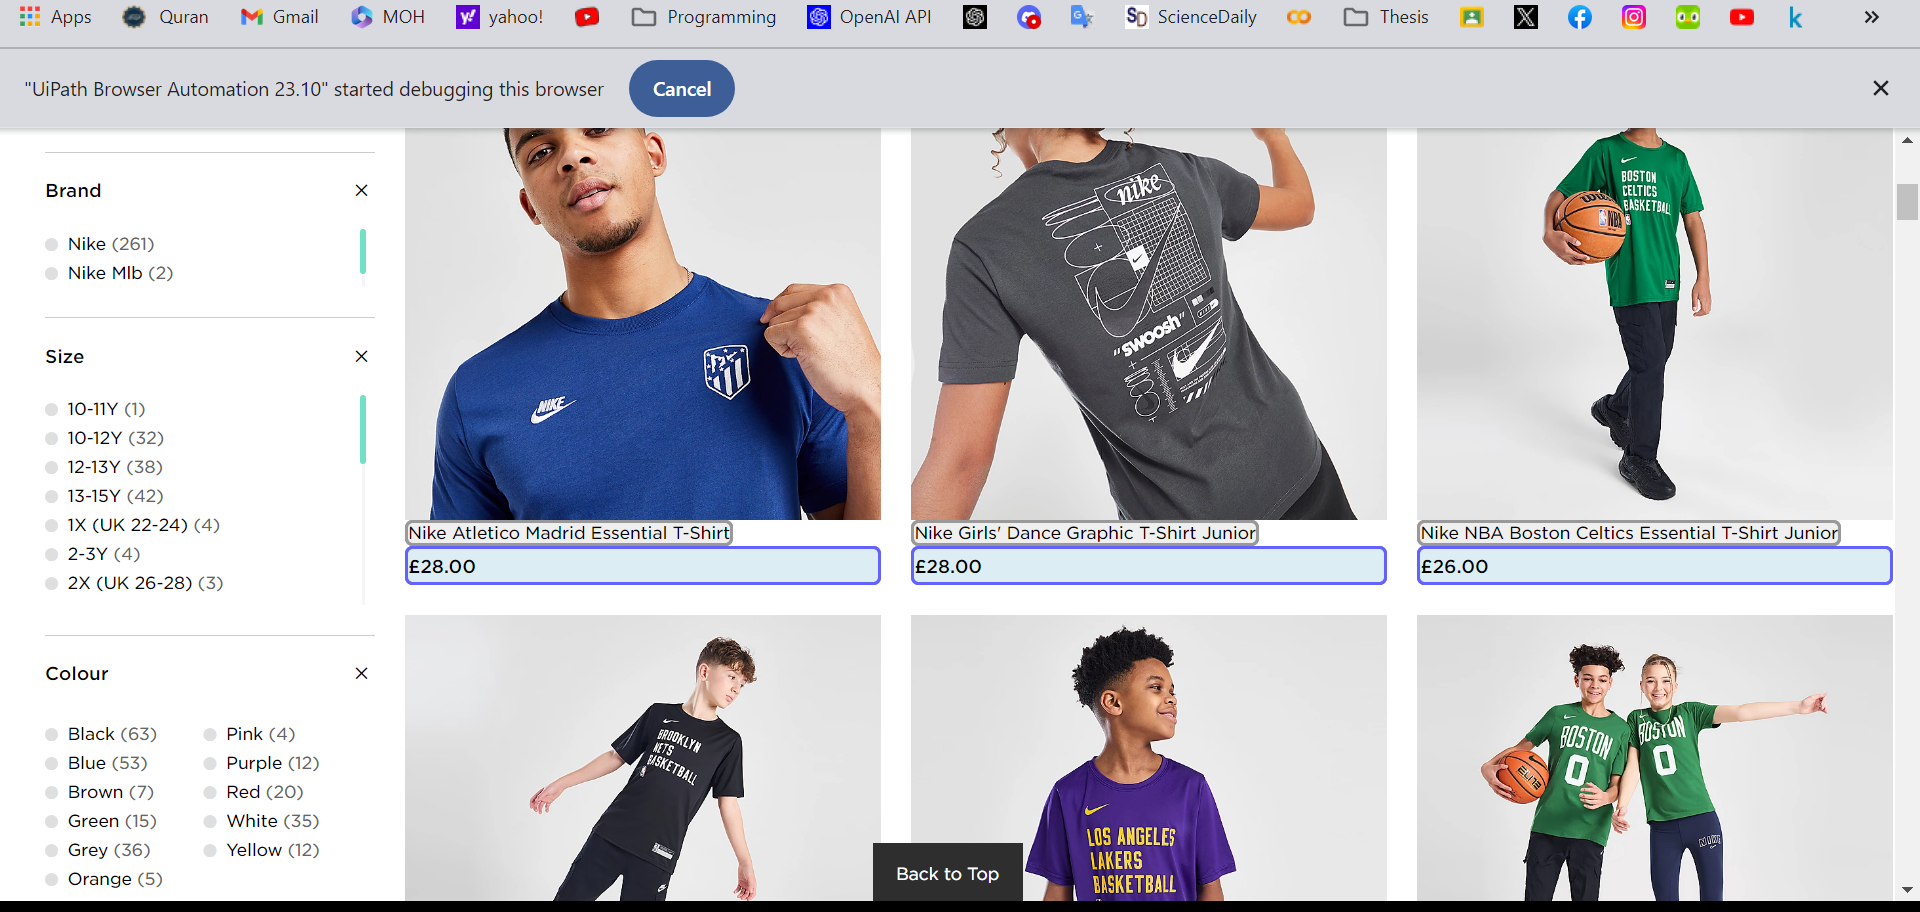 Apps Quran Gmail MOH yahoo! Programming OpenAI API ScienceDaily Thesis
"UiPath Browser Automation 23.10" started debugging this browser Cancel
Brand
Nike (261)
Nike Mlb (2)
Size
10-11Y (1)
10-12Y (32)
12-13Y (38)
13-15Y (42)
1X (UK 22-24) (4)
2-3Y (4)
2X (UK 26-28) (3)
Colour
Black (63)
Blue (53)
Brown (7)
Green (15)
Grey (36)
Orange (5)
Pink (4)
Purple (12)
Red (20)
White (35)
Yellow (12)
NIKE
Nike Atletico Madrid Essential T-Shirt
£28.00
nike
"SWOOSH"
Nike Girls' Dance Graphic T-Shirt Junior
£28.00
BOSTON
CELTICS
BASKETBALL
NBA
Nike NBA Boston Celtics Essential T-Shirt Junior
£26.00
BROOKLYN
NETS
BASKETBALL
LOS ANGELES
LAKERS
BASKETBALL
BOSTON
0
BOSTON
0
ELITE
NIKE
Back to Top